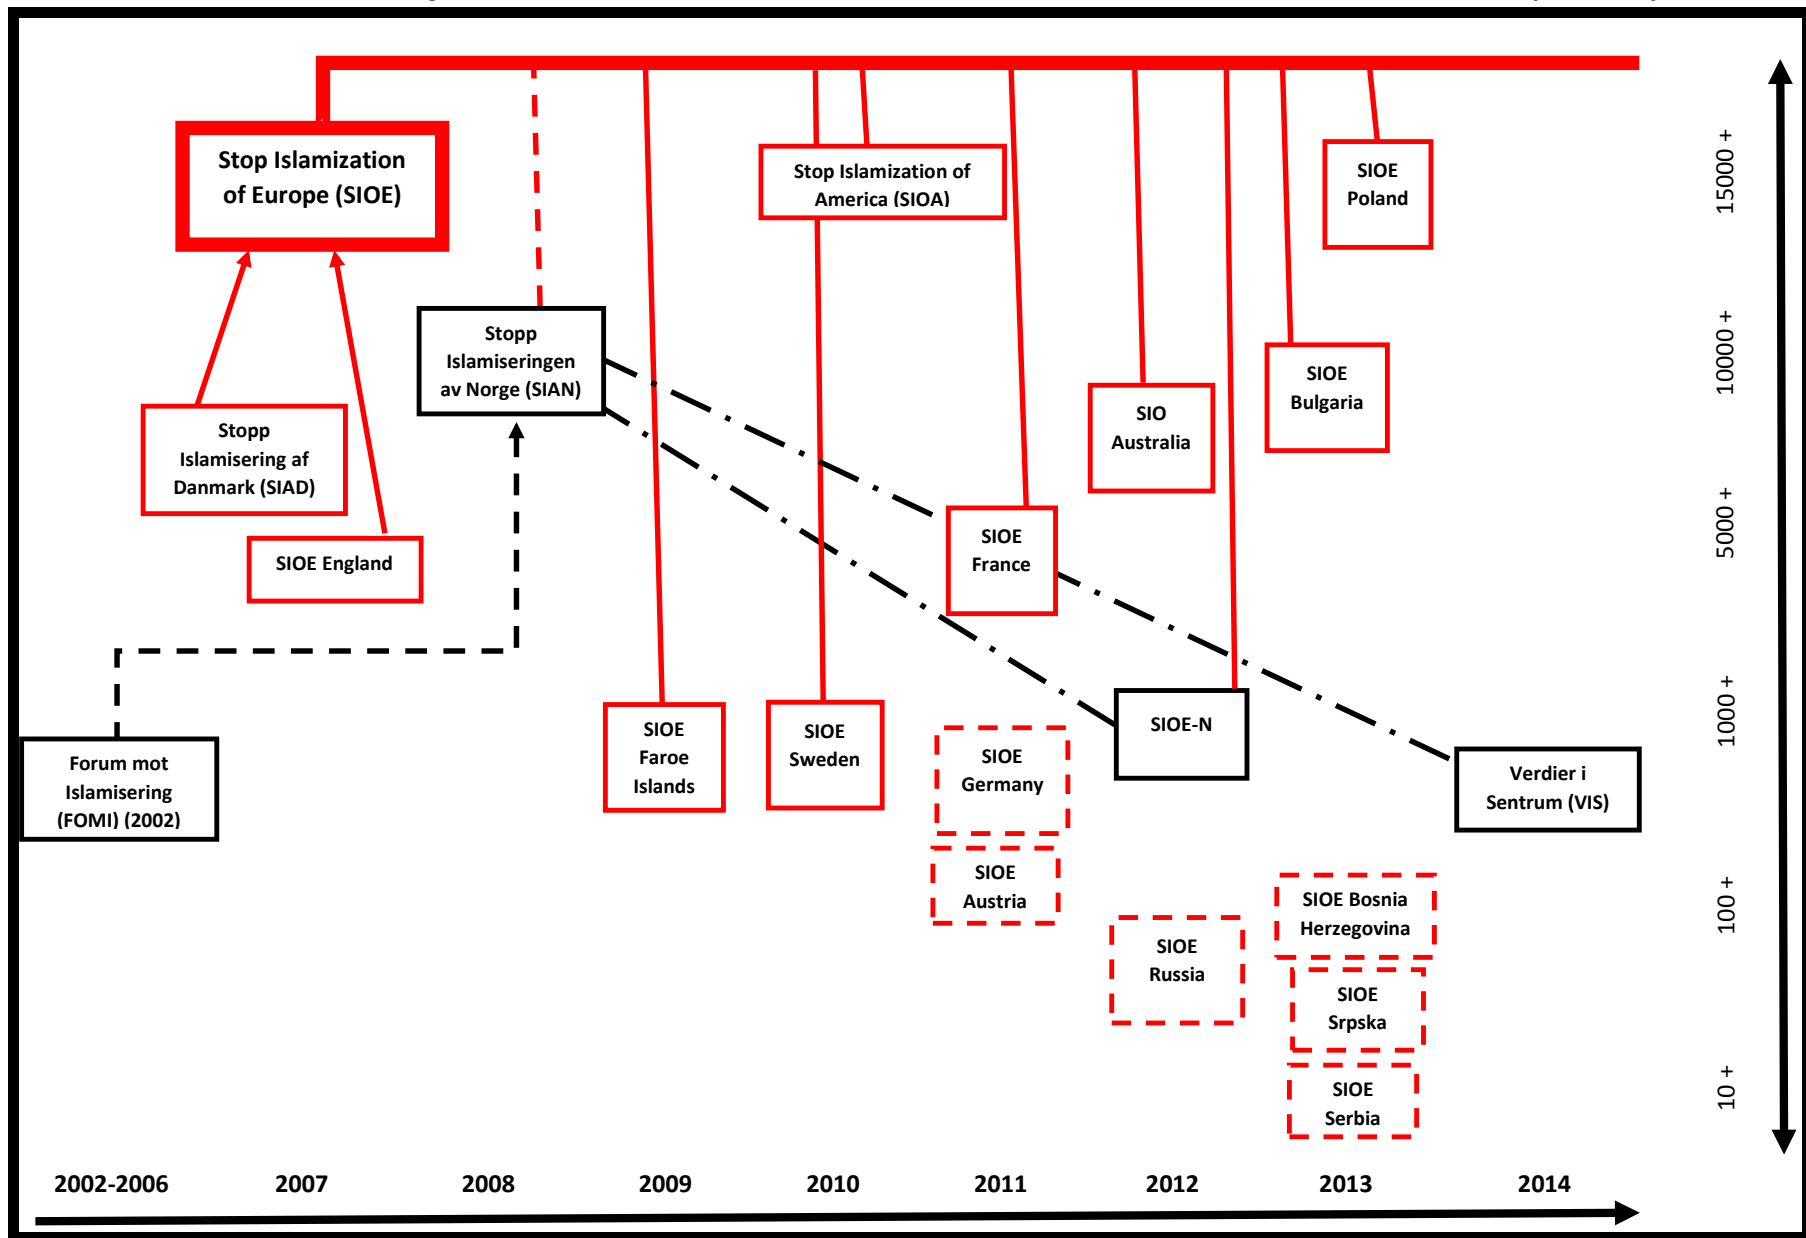 Stop Islamization
of Europe (SIOE)
Stop Islamization of
America (SIOA)
SIOE
Poland
15000 +
Stopp
Islamiseringen
av Norge (SIAN)
SIOE
Bulgaria
10000 +
SIO
Australia
Stopp
Islamisering af
Danmark (SIAD)
SIOE England
SIOE
France
5000 +
Forum mot
Islamisering
(FOMI) (2002)
SIOE
Faroe
Islands
SIOE
Sweden
SIOE
Germany
SIOE-N
Verdier i
Sentrum (VIS)
1000 +
SIOE
Austria
SIOE
Russia
SIOE Bosnia
Herzegovina
100 +
SIOE
Srpska
SIOE
Serbia
10 +
2002-2006
2007
2008
2009
2010
2011
2012
2013
2014